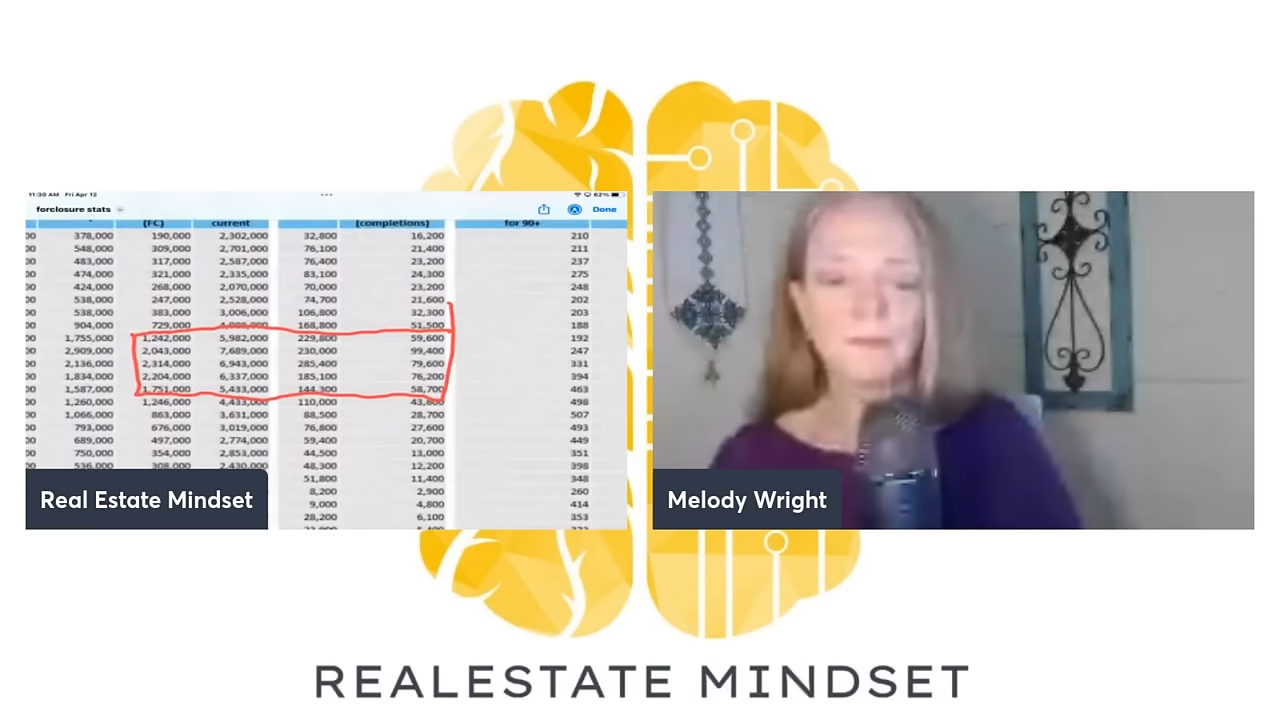 11:30 AM Fri Apr 12
62%
forclosure stats
Done
(FC) current (completions) for 90+
378,000 190,000 2,302,000 32,800 16,200 210
548,000 309,000 2,701,000 76,100 21,400 211
483,000 317,000 2,587,000 76,400 23,200 237
474,000 321,000 2,335,000 83,100 24,300 275
424,000 268,000 2,070,000 70,000 23,200 248
538,000 247,000 2,528,000 74,700 21,600 202
538,000 383,000 3,006,000 106,800 32,300 203
904,000 729,000 168,800 51,500 188
1,755,000 1,242,000 5,982,000 229,800 59,600 192
2,909,000 2,043,000 7,689,000 230,000 99,400 247
2,136,000 2,314,000 6,943,000 285,400 79,600 331
1,834,000 2,204,000 6,337,000 185,100 76,200 394
1,587,000 1,751,000 5,433,000 144,300 58,700 463
1,260,000 1,246,000 4,433,000 110,000 43,600 498
1,066,000 863,000 3,631,000 88,500 28,700 507
793,000 676,000 3,019,000 76,800 27,600 493
689,000 497,000 2,774,000 59,400 20,700 449
750,000 354,000 2,853,000 44,500 13,000 351
536,000 308,000 2,430,000 48,300 12,200 398
51,800 11,400 348
8,200 2,900 260
9,000 4,800 414
28,200 6,100 353
Real Estate Mindset
Melody Wright
REALESTATE MINDSET